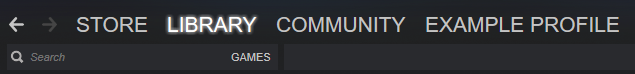 STORE LIBRARY COMMUNITY EXAMPLE PROFILE
Search GAMES